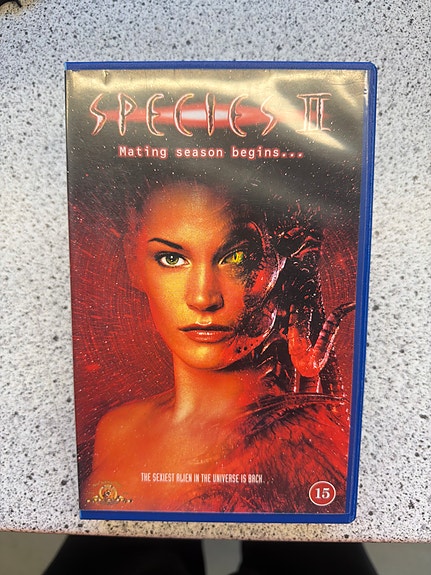 SPECIES II
Mating season begins...
THE SEXIEST ALIEN IN THE UNIVERSE IS BACK...
15